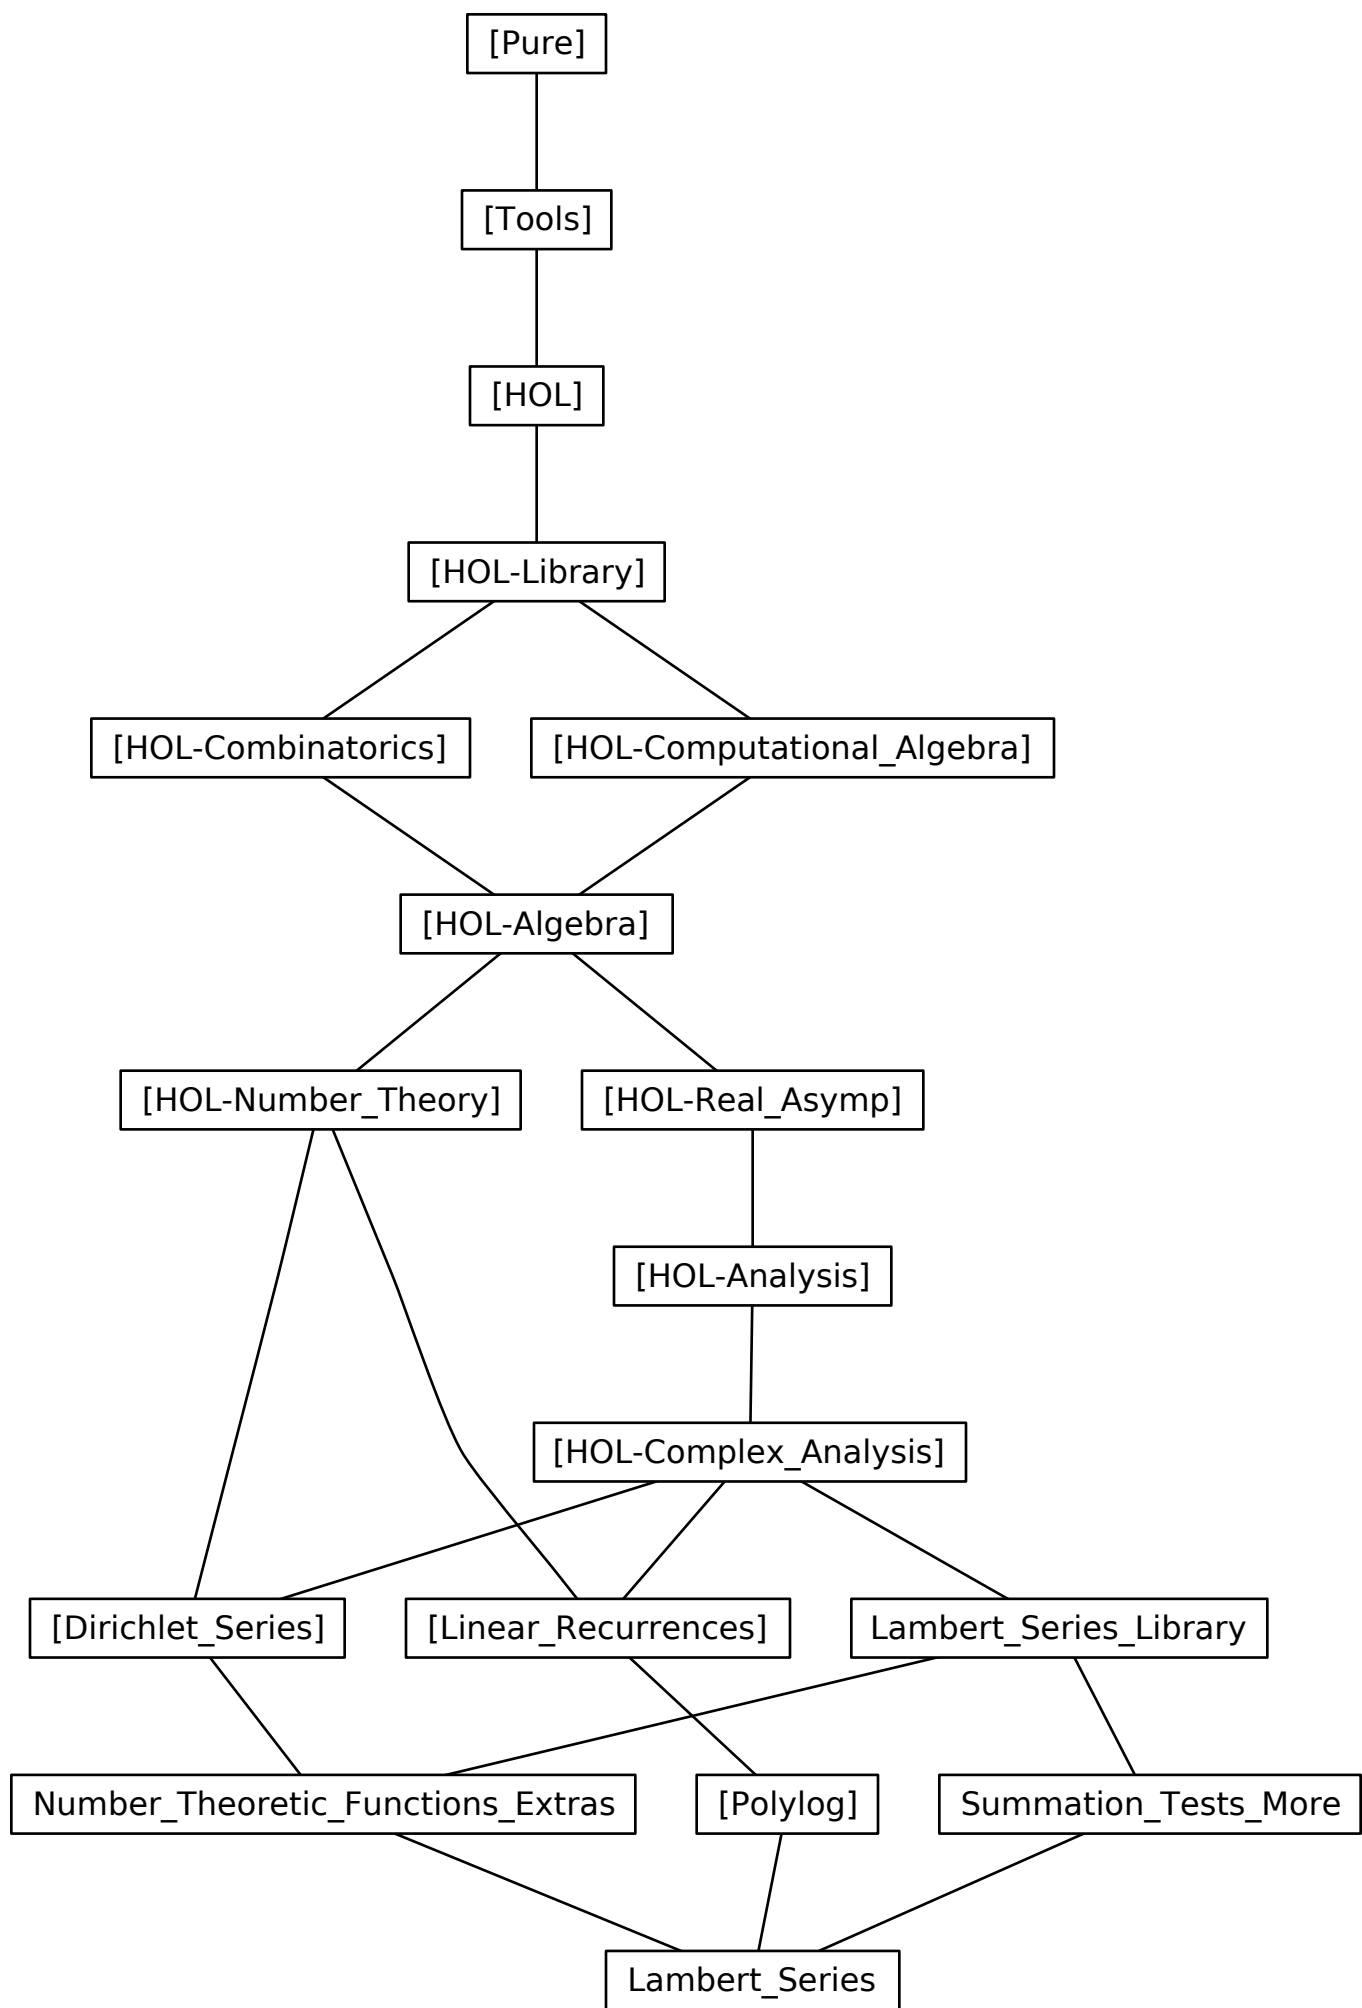 [Pure]
[Tools]
[HOL]
[HOL-Library]
[HOL-Combinatorics]
[HOL-Computational_Algebra]
[HOL-Algebra]
[HOL-Number_Theory]
[HOL-Real_Asymp]
[HOL-Analysis]
[HOL-Complex_Analysis]
[Dirichlet_Series]
[Linear_Recurrences]
Lambert_Series_Library
Number_Theoretic_Functions_Extras
[Polylog]
Summation_Tests_More
Lambert_Series